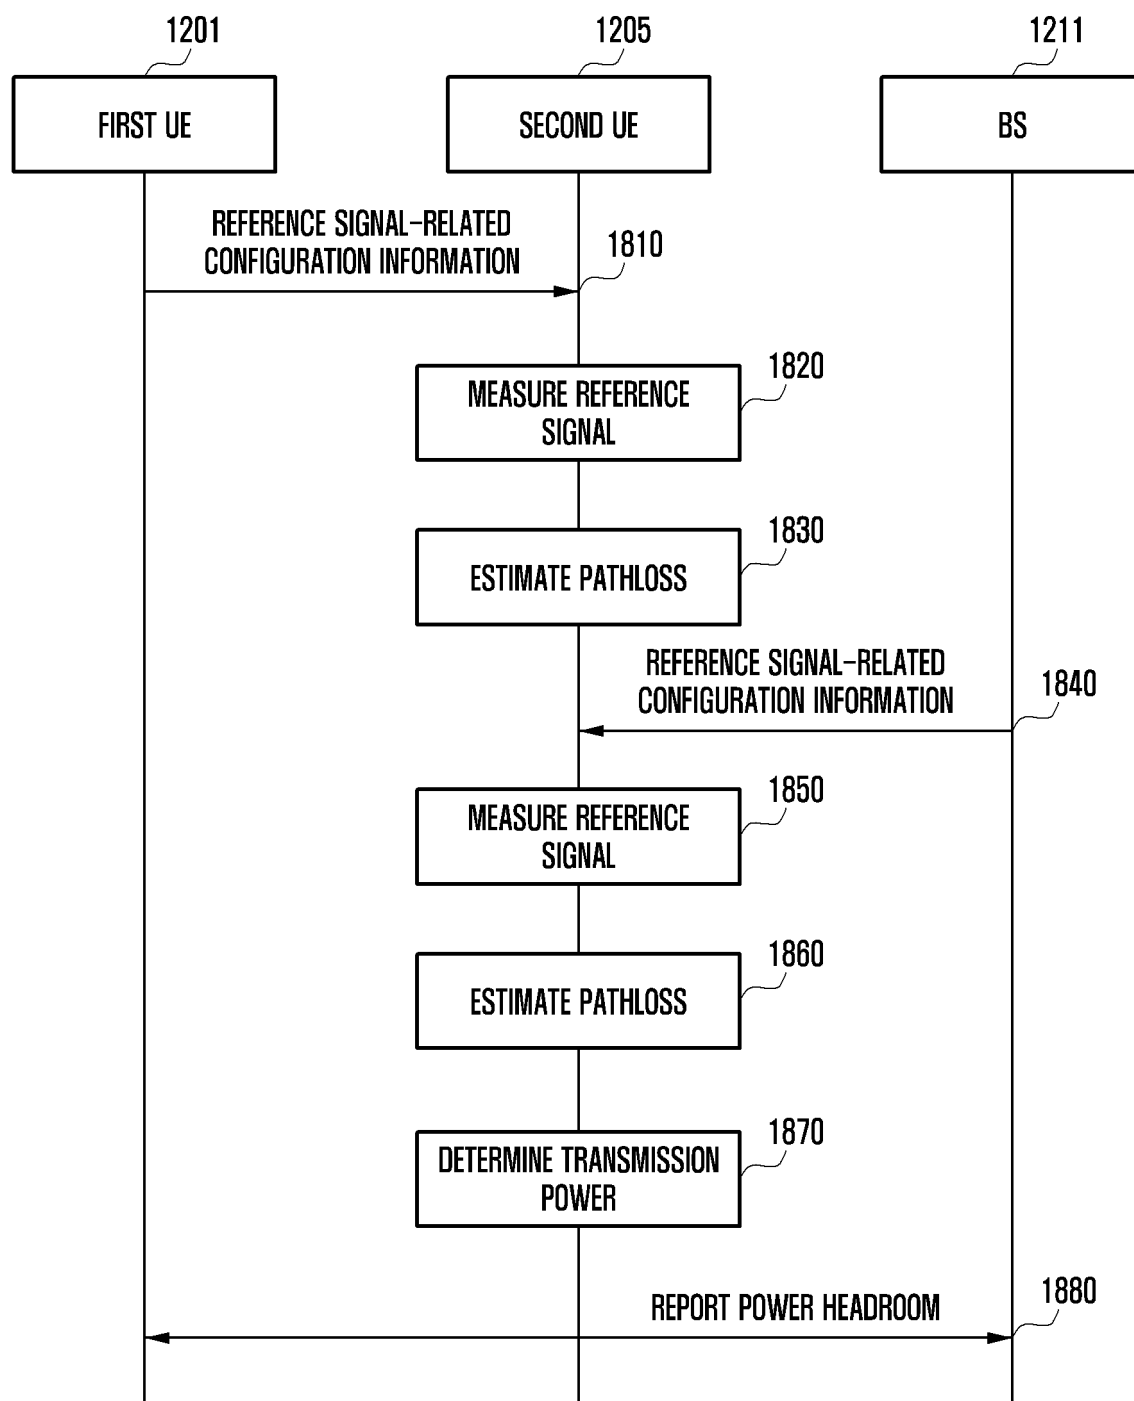 1201
1205
1211
FIRST UE
SECOND UE
BS
REFERENCE SIGNAL-RELATED
CONFIGURATION INFORMATION
1810
1820
MEASURE REFERENCE
SIGNAL
1830
ESTIMATE PATHLOSS
REFERENCE SIGNAL-RELATED
CONFIGURATION INFORMATION
1840
1850
MEASURE REFERENCE
SIGNAL
1860
ESTIMATE PATHLOSS
1870
DETERMINE TRANSMISSION
POWER
REPORT POWER HEADROOM
1880